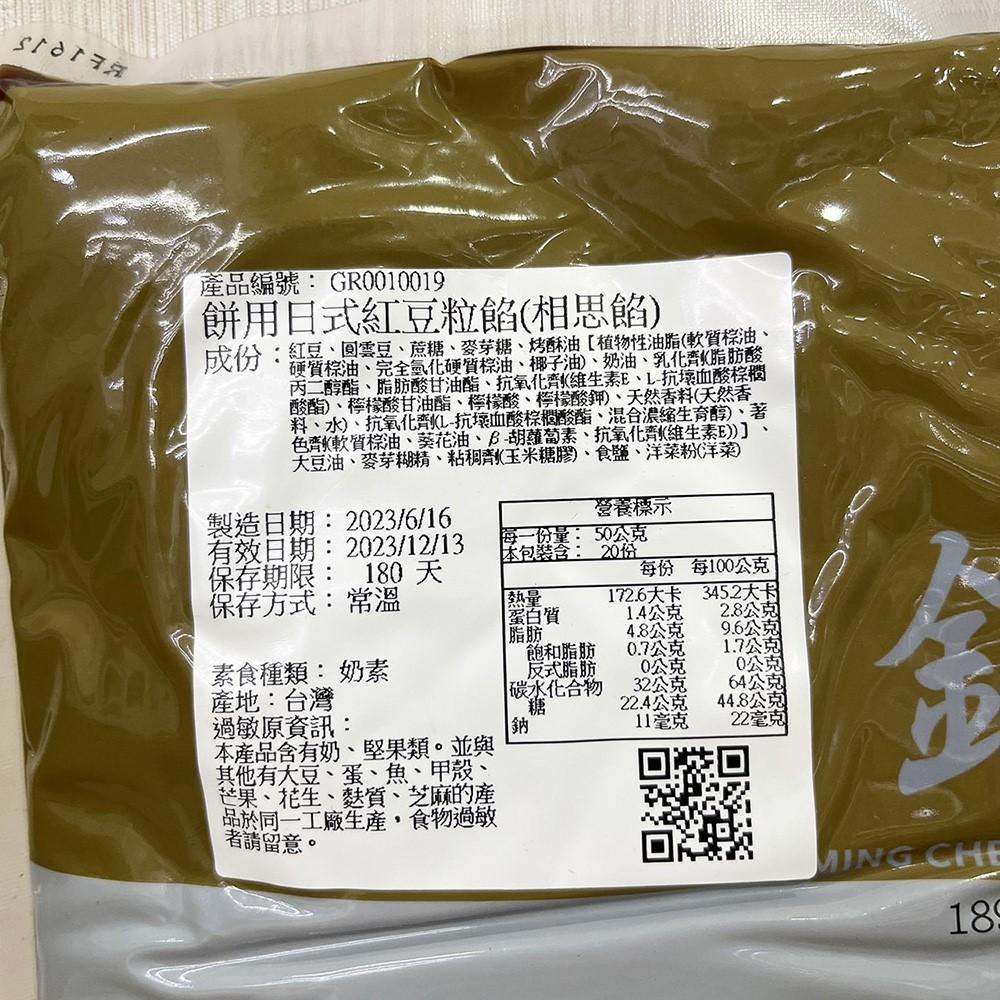 RF1612
產品編號：GR0010019
餅用日式紅豆粒餡(相思餡)
成份：紅豆、圓雲豆、蔗糖、麥芽糖、烤酥油［植物性油脂(軟質棕油、
硬質棕油、完全氫化硬質棕油、椰子油)、奶油、乳化劑(脂肪酸
丙二醇酯、脂肪酸甘油酯、抗氧化劑(維生素E、L-抗壞血酸棕櫚
酸酯)、檸檬酸甘油酯、檸檬酸、檸檬酸鉀)、天然香料(天然香
料、水)、抗氧化劑(L-抗壞血酸棕櫚酸酯、混合濃縮生育醇)、著
色劑(軟質棕油、葵花油、β-胡蘿蔔素、抗氧化劑(維生素E))］、
大豆油、麥芽糊精、粘稠劑(玉米糖膠)、食鹽、洋菜粉(洋菜)
製造日期：2023/6/16
有效日期：2023/12/13
保存期限：180 天
保存方式：常溫
素食種類：奶素
產地：台灣
過敏原資訊：
本產品含有奶、堅果類。並與
其他有大豆、蛋、魚、甲殼、
芒果、花生、麩質、芝麻的產
品於同一工廠生產，食物過敏
者請留意。
營養標示
每一份量：50公克
本包裝含：20份
每份 每100公克
熱量 172.6大卡 345.2大卡
蛋白質 1.4公克 2.8公克
脂肪 4.8公克 9.6公克
飽和脂肪 0.7公克 1.7公克
反式脂肪 0公克 0公克
碳水化合物 32公克 64公克
糖 22.4公克 44.8公克
鈉 11毫克 22毫克
MING CHE
189